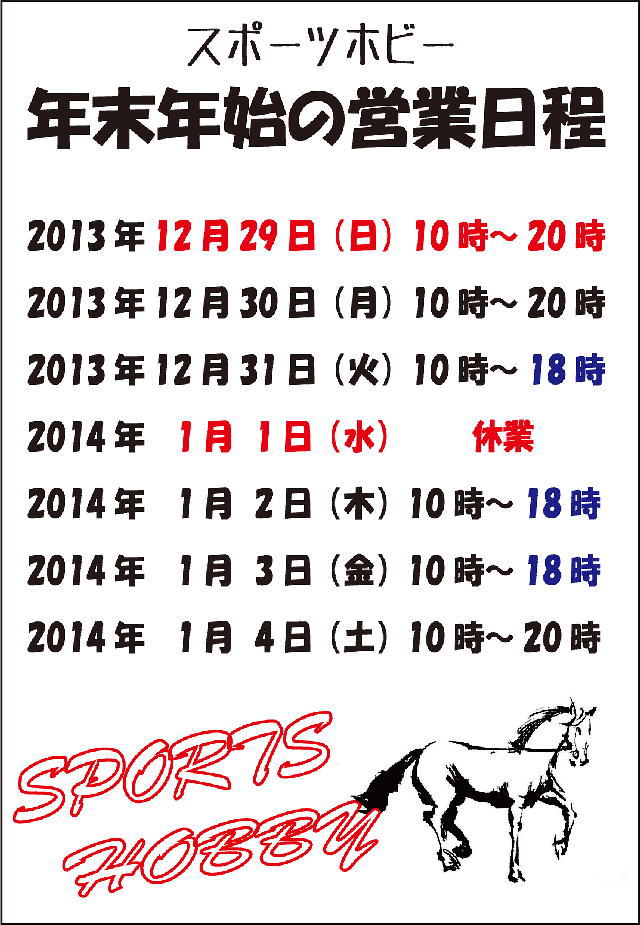 スポーツホビー
年末年始の営業日程
2013年12月29日（日）10時～20時
2013年12月30日（月）10時～20時
2013年12月31日（火）10時～18時
2014年 1月 1日（水） 休業
2014年 1月 2日（木）10時～18時
2014年 1月 3日（金）10時～18時
2014年 1月 4日（土）10時～20時
SPORTS
HOBBY